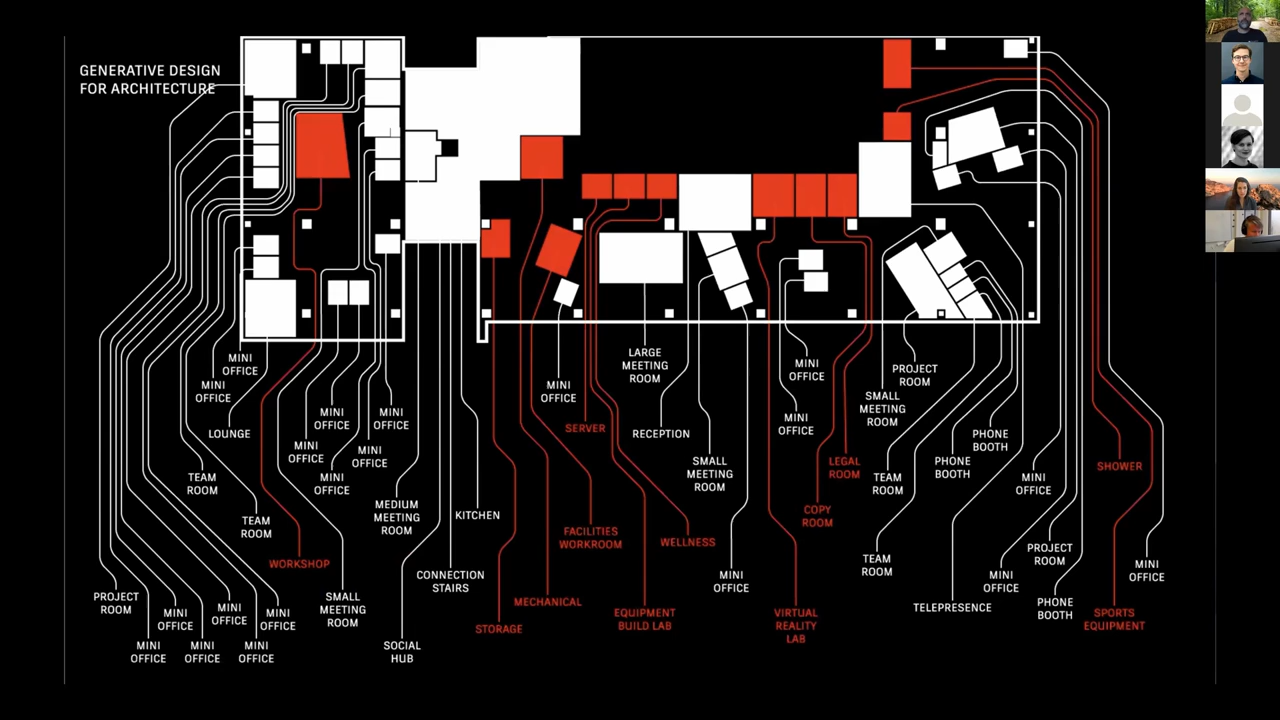 GENERATIVE DESIGN
FOR ARCHITECTURE
MINI
OFFICE
MINI
OFFICE
LOUNGE
TEAM
ROOM
TEAM
ROOM
WORKSHOP
PROJECT
ROOM
MINI
OFFICE
MINI
OFFICE
MINI
OFFICE
MINI
OFFICE
MINI
OFFICE
MINI
OFFICE
SMALL
MEETING
ROOM
MINI
OFFICE
MINI
OFFICE
MINI
OFFICE
MINI
OFFICE
MINI
OFFICE
MEDIUM
MEETING
ROOM
SOCIAL
HUB
CONNECTION
STAIRS
KITCHEN
STORAGE
MECHANICAL
MINI
OFFICE
SERVER
FACILITIES
WORKROOM
EQUIPMENT
BUILD LAB
WELLNESS
LARGE
MEETING
ROOM
RECEPTION
SMALL
MEETING
ROOM
MINI
OFFICE
VIRTUAL
REALITY
LAB
MINI
OFFICE
MINI
OFFICE
COPY
ROOM
LEGAL
ROOM
PROJECT
ROOM
SMALL
MEETING
ROOM
TEAM
ROOM
TEAM
ROOM
PHONE
BOOTH
PHONE
BOOTH
TELEPRESENCE
MINI
OFFICE
MINI
OFFICE
PROJECT
ROOM
PHONE
BOOTH
SHOWER
SPORTS
EQUIPMENT
MINI
OFFICE